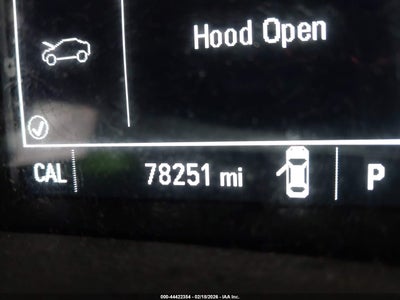 Hood Open
CAL 78251 mi P
000-44422384 - 02/18/2026 - IAA Inc.